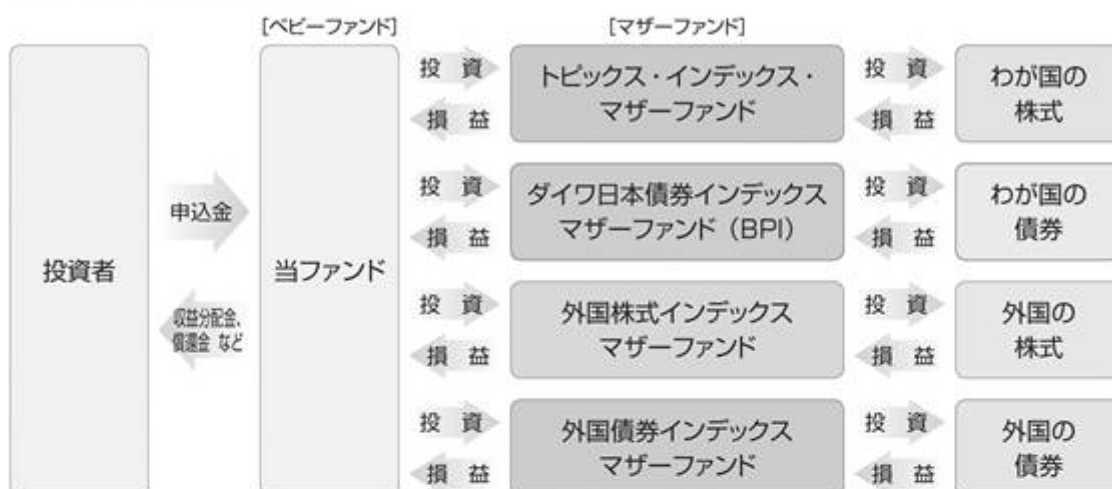 [ベビーファンド]
[マザーファンド]
投資者
申込金
収益分配金、
償還金 など
当ファンド
投 資
損 益
トピックス・インデックス・
マザーファンド
投 資
損 益
わが国の
株式
投 資
損 益
ダイワ日本債券インデックス
マザーファンド（BPI）
投 資
損 益
わが国の
債券
投 資
損 益
外国株式インデックス
マザーファンド
投 資
損 益
外国の
株式
投 資
損 益
外国債券インデックス
マザーファンド
投 資
損 益
外国の
債券